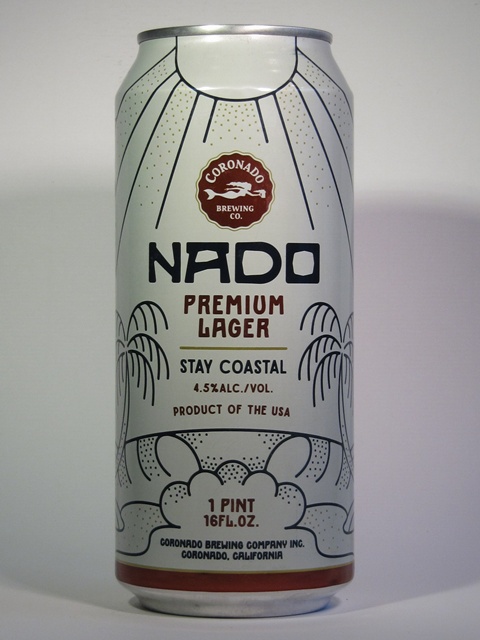 CORONADO
BREWING
CO.
NADO
PREMIUM
LAGER
STAY COASTAL
4.5%ALC./VOL.
PRODUCT OF THE USA
1 PINT
16FL.OZ.
CORONADO BREWING COMPANY INC.
CORONADO, CALIFORNIA